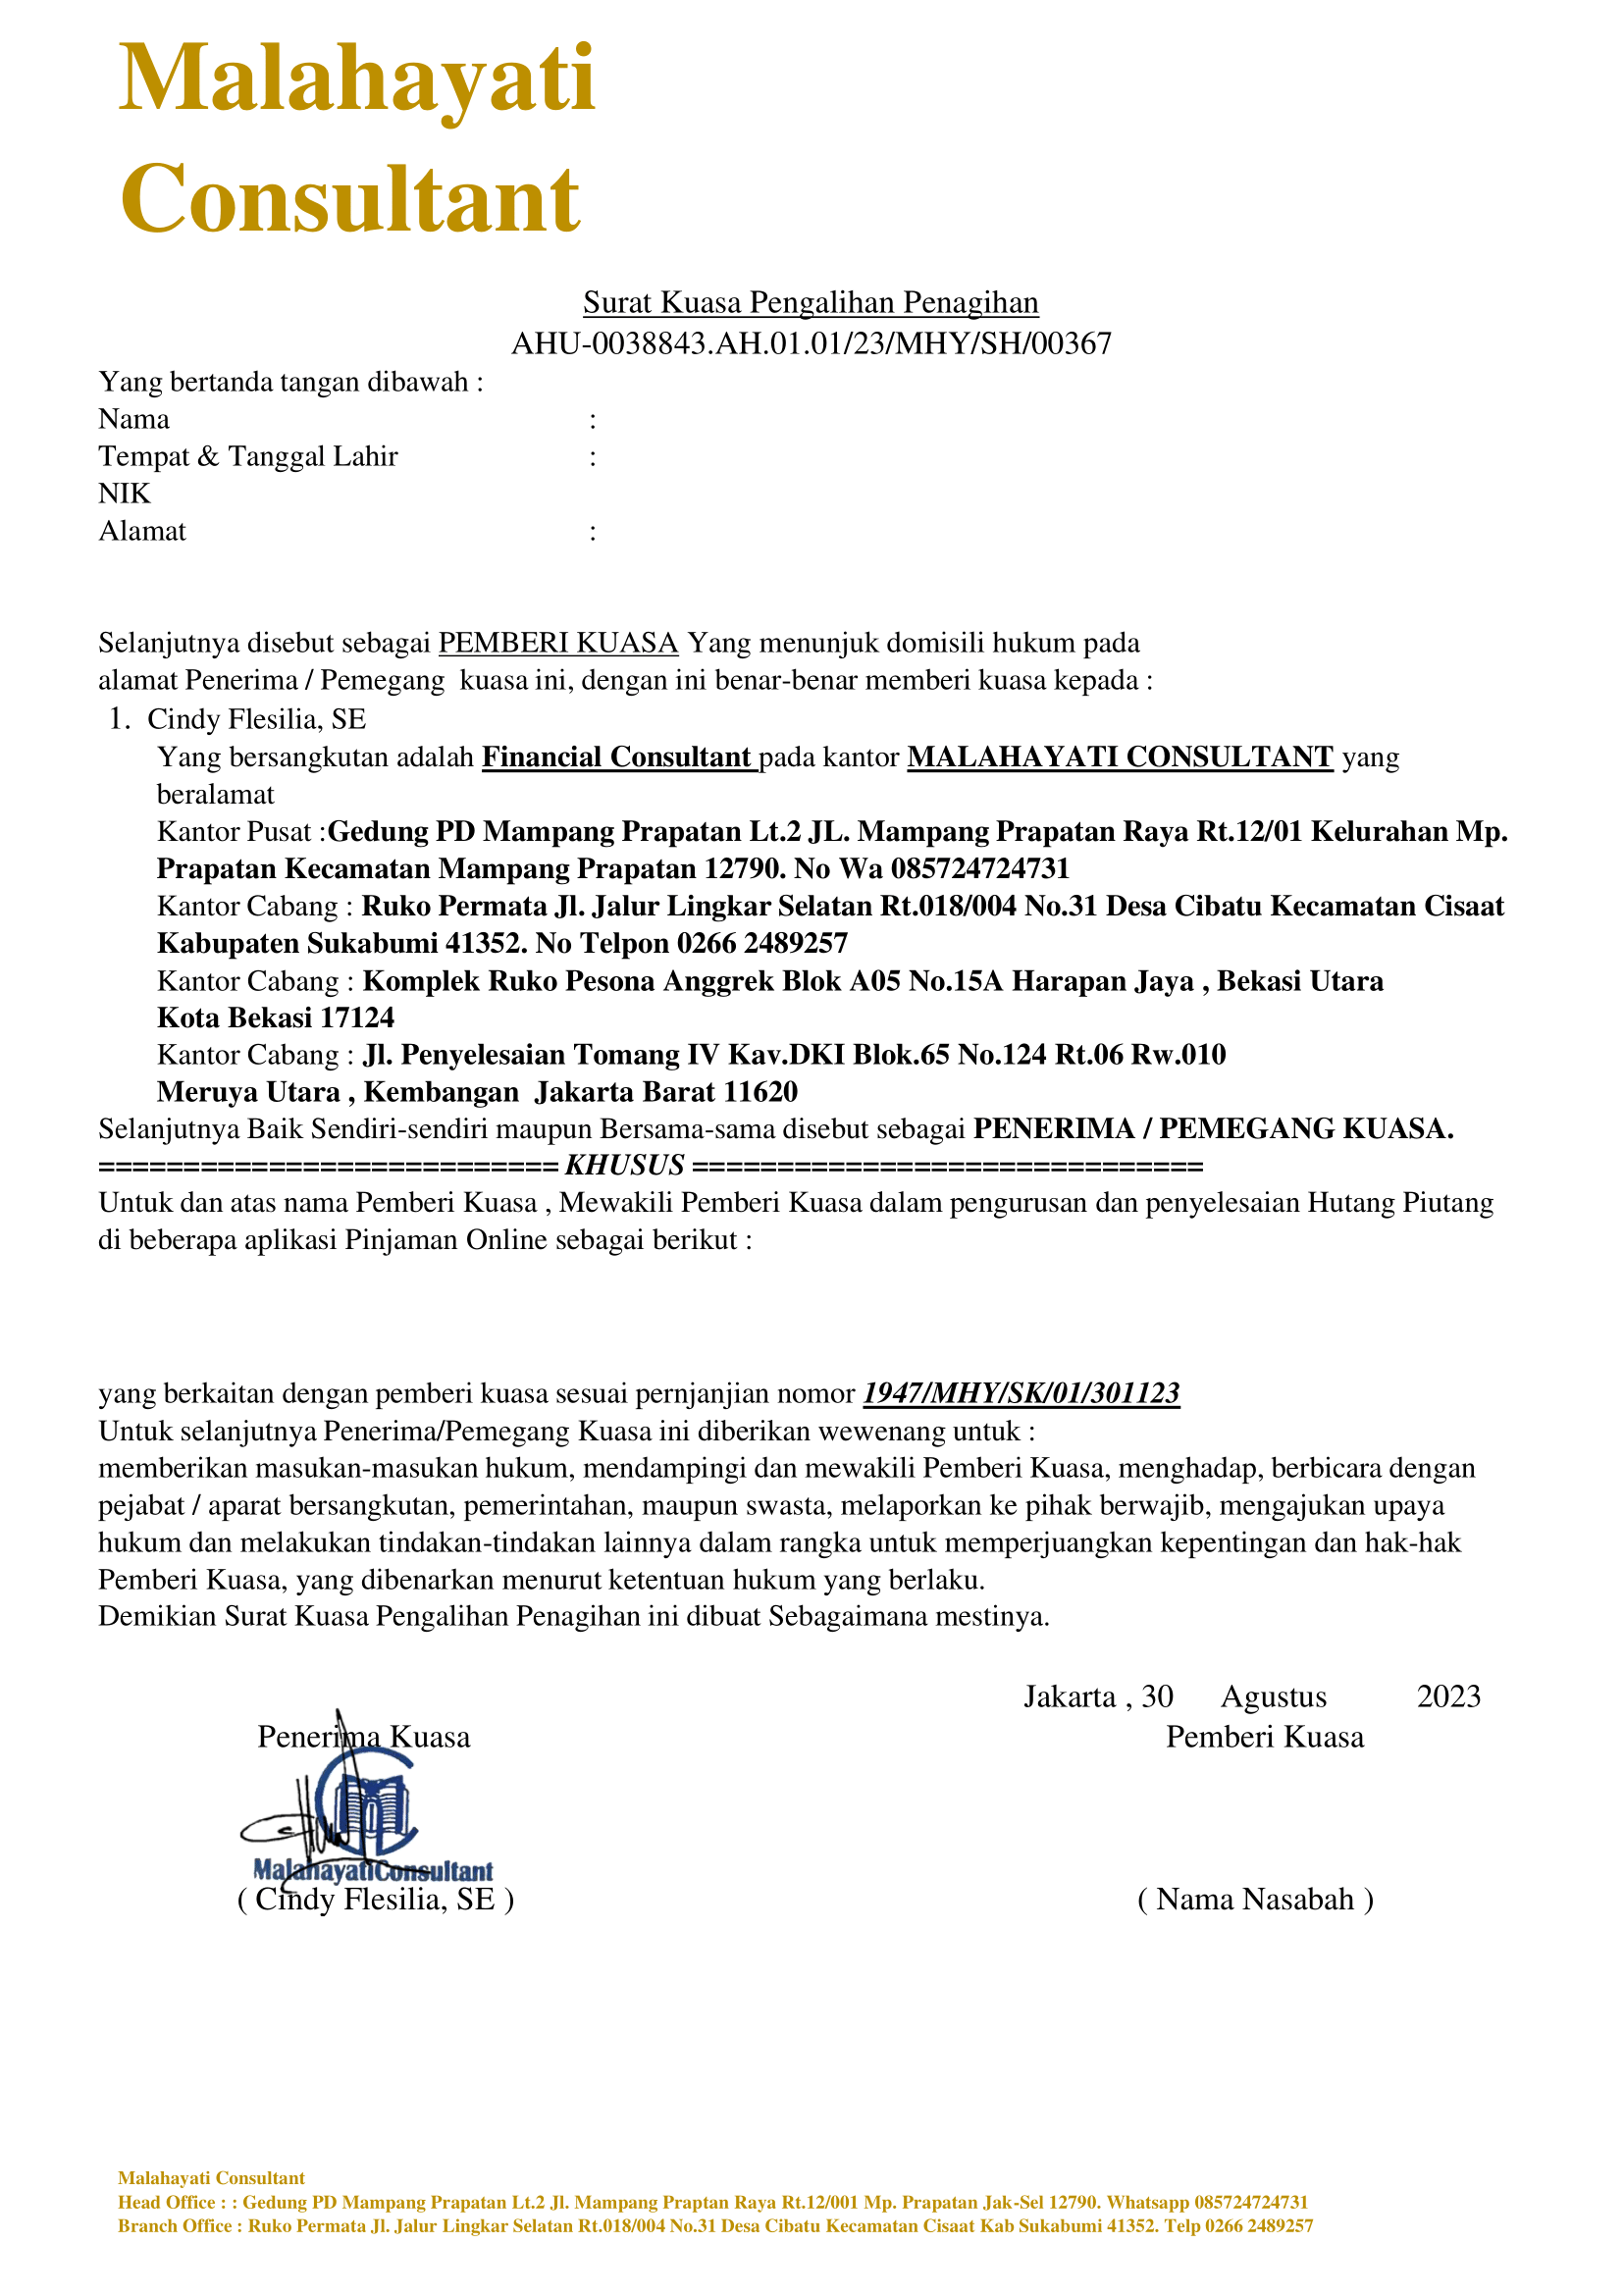 Malahayati
Consultant
Surat Kuasa Pengalihan Penagihan
AHU-0038843.AH.01.01/23/MHY/SH/00367
Yang bertanda tangan dibawah :
Nama :
Tempat & Tanggal Lahir :
NIK
Alamat :
Selanjutnya disebut sebagai PEMBERI KUASA Yang menunjuk domisili hukum pada
alamat Penerima / Pemegang kuasa ini, dengan ini benar-benar memberi kuasa kepada :
1. Cindy Flesilia, SE
Yang bersangkutan adalah Financial Consultant pada kantor MALAHAYATI CONSULTANT yang
beralamat
Kantor Pusat :Gedung PD Mampang Prapatan Lt.2 JL. Mampang Prapatan Raya Rt.12/01 Kelurahan Mp.
Prapatan Kecamatan Mampang Prapatan 12790. No Wa 085724724731
Kantor Cabang : Ruko Permata Jl. Jalur Lingkar Selatan Rt.018/004 No.31 Desa Cibatu Kecamatan Cisaat
Kabupaten Sukabumi 41352. No Telpon 0266 2489257
Kantor Cabang : Komplek Ruko Pesona Anggrek Blok A05 No.15A Harapan Jaya , Bekasi Utara
Kota Bekasi 17124
Kantor Cabang : Jl. Penyelesaian Tomang IV Kav.DKI Blok.65 No.124 Rt.06 Rw.010
Meruya Utara , Kembangan Jakarta Barat 11620
Selanjutnya Baik Sendiri-sendiri maupun Bersama-sama disebut sebagai PENERIMA / PEMEGANG KUASA.
=========================== KHUSUS ==============================
Untuk dan atas nama Pemberi Kuasa , Mewakili Pemberi Kuasa dalam pengurusan dan penyelesaian Hutang Piutang
di beberapa aplikasi Pinjaman Online sebagai berikut :
yang berkaitan dengan pemberi kuasa sesuai pernjanjian nomor 1947/MHY/SK/01/301123
Untuk selanjutnya Penerima/Pemegang Kuasa ini diberikan wewenang untuk :
memberikan masukan-masukan hukum, mendampingi dan mewakili Pemberi Kuasa, menghadap, berbicara dengan
pejabat / aparat bersangkutan, pemerintahan, maupun swasta, melaporkan ke pihak berwajib, mengajukan upaya
hukum dan melakukan tindakan-tindakan lainnya dalam rangka untuk memperjuangkan kepentingan dan hak-hak
Pemberi Kuasa, yang dibenarkan menurut ketentuan hukum yang berlaku.
Demikian Surat Kuasa Pengalihan Penagihan ini dibuat Sebagaimana mestinya.
Jakarta , 30 Agustus 2023
Penerima Kuasa Pemberi Kuasa
MalahayatiConsultant
( Cindy Flesilia, SE ) ( Nama Nasabah )
Malahayati Consultant
Head Office : : Gedung PD Mampang Prapatan Lt.2 Jl. Mampang Praptan Raya Rt.12/001 Mp. Prapatan Jak-Sel 12790. Whatsapp 085724724731
Branch Office : Ruko Permata Jl. Jalur Lingkar Selatan Rt.018/004 No.31 Desa Cibatu Kecamatan Cisaat Kab Sukabumi 41352. Telp 0266 2489257